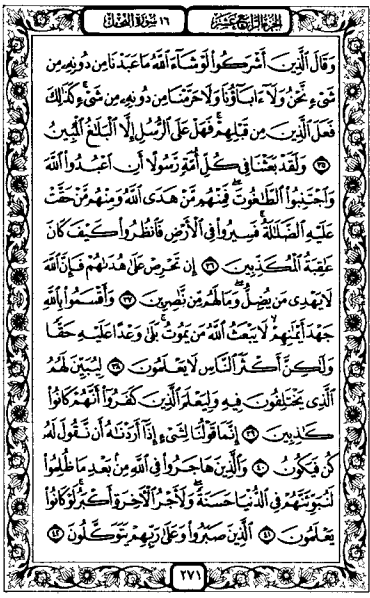 الجزء الرابع عشر ١٦ سورة النحل
وَقَالَ الَّذِينَ أَشْرَكُوا لَوْ شَاءَ اللَّهُ مَا عَبَدْنَا مِن دُونِهِ مِن
شَيْءٍ نَّحْنُ وَلَا ءَابَاؤُنَا وَلَا حَرَّمْنَا مِن دُونِهِ مِن شَيْءٍ كَذَٰلِكَ
فَعَلَ الَّذِينَ مِن قَبْلِهِمْ فَهَلْ عَلَى الرُّسُلِ إِلَّا الْبَلَاغُ الْمُبِينُ
٣٥ وَلَقَدْ بَعَثْنَا فِي كُلِّ أُمَّةٍ رَّسُولًا أَنِ اعْبُدُوا اللَّهَ
وَاجْتَنِبُوا الطَّاغُوتَ فَمِنْهُم مَّنْ هَدَى اللَّهُ وَمِنْهُم مَّنْ حَقَّتْ
عَلَيْهِ الضَّلَالَةُ فَسِيرُوا فِي الْأَرْضِ فَانظُرُوا كَيْفَ كَانَ
عَاقِبَةُ الْمُكَذِّبِينَ ٣٦ إِن تَحْرِصْ عَلَىٰ هُدَاهُمْ فَإِنَّ اللَّهَ
لَا يَهْدِي مَن يُضِلُّ وَمَا لَهُم مِّن نَّاصِرِينَ ٣٧ وَأَقْسَمُوا بِاللَّهِ
جَهْدَ أَيْمَانِهِمْ لَا يَبْعَثُ اللَّهُ مَن يَمُوتُ بَلَىٰ وَعْدًا عَلَيْهِ حَقًّا
وَلَٰكِنَّ أَكْثَرَ النَّاسِ لَا يَعْلَمُونَ ٣٨ لِيُبَيِّنَ لَهُمُ
الَّذِي يَخْتَلِفُونَ فِيهِ وَلِيَعْلَمَ الَّذِينَ كَفَرُوا أَنَّهُمْ كَانُوا
كَاذِبِينَ ٣٩ إِنَّمَا قَوْلُنَا لِشَيْءٍ إِذَا أَرَدْنَاهُ أَن نَّقُولَ لَهُ
كُن فَيَكُونُ ٤٠ وَالَّذِينَ هَاجَرُوا فِي اللَّهِ مِن بَعْدِ مَا ظُلِمُوا
لَنُبَوِّئَنَّهُمْ فِي الدُّنْيَا حَسَنَةً وَلَأَجْرُ الْآخِرَةِ أَكْبَرُ لَوْ كَانُوا
يَعْلَمُونَ ٤١ الَّذِينَ صَبَرُوا وَعَلَىٰ رَبِّهِمْ يَتَوَكَّلُونَ ٤٢
٢٧١